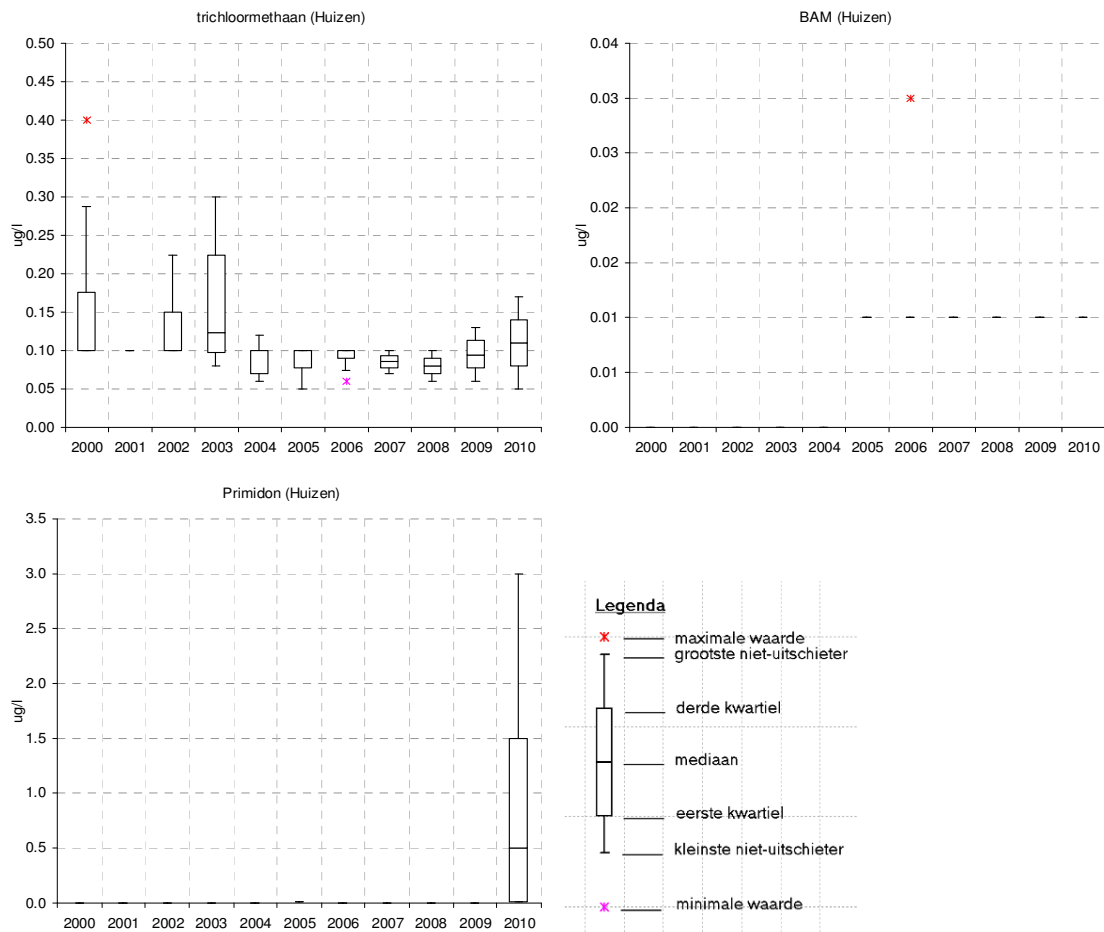 trichloormethaan (Huizen)
0.50
0.45
0.40
0.35
0.30
0.25
0.20
0.15
0.10
0.05
0.00
ug/l
2000 2001 2002 2003 2004 2005 2006 2007 2008 2009 2010
BAM (Huizen)
0.04
0.03
0.03
0.02
0.02
0.01
0.01
0.00
ug/l
2000 2001 2002 2003 2004 2005 2006 2007 2008 2009 2010
Primidon (Huizen)
3.5
3.0
2.5
2.0
1.5
1.0
0.5
0.0
ug/l
2000 2001 2002 2003 2004 2005 2006 2007 2008 2009 2010
Legenda
maximale waarde
grootste niet-uitschieter
derde kwartiel
mediaan
eerste kwartiel
kleinste niet-uitschieter
minimale waarde